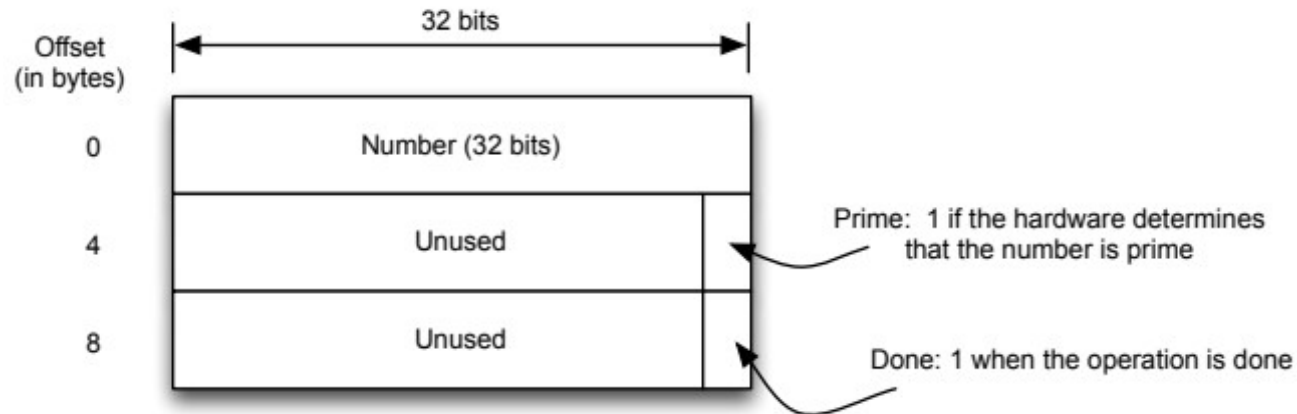 32 bits
Offset
(in bytes)
0
Number (32 bits)
4
Unused
Prime: 1 if the hardware determines
that the number is prime
8
Unused
Done: 1 when the operation is done